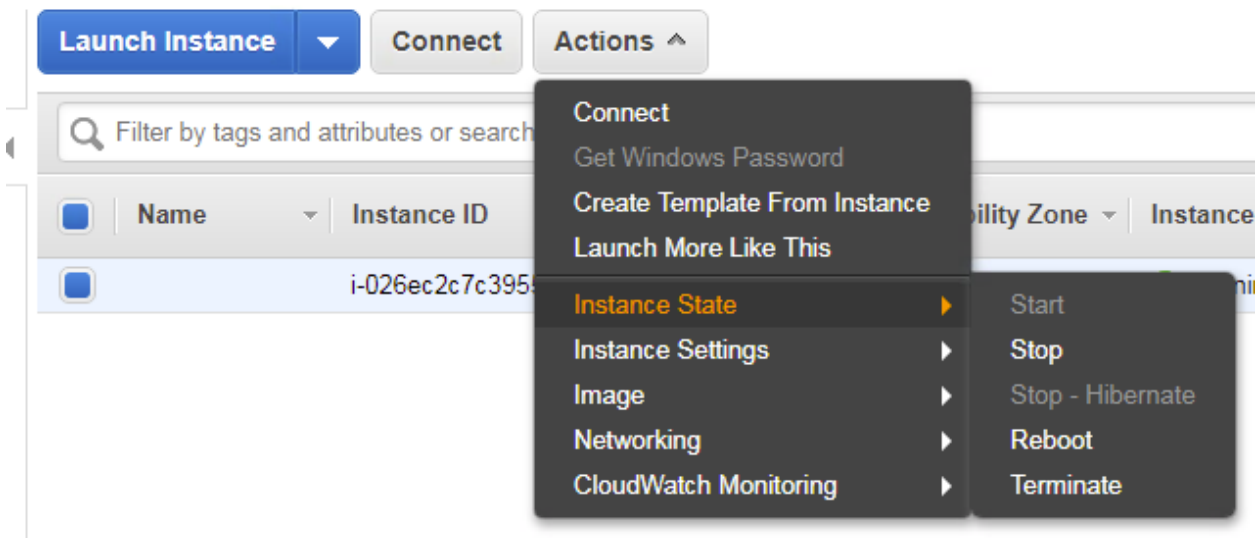 Launch Instance Connect Actions
Filter by tags and attributes or search
Connect
Get Windows Password
Create Template From Instance
Launch More Like This
Name Instance ID bility Zone Instance
i-026ec2c7c395
Instance State
Instance Settings
Image
Networking
CloudWatch Monitoring
Start
Stop
Stop - Hibernate
Reboot
Terminate